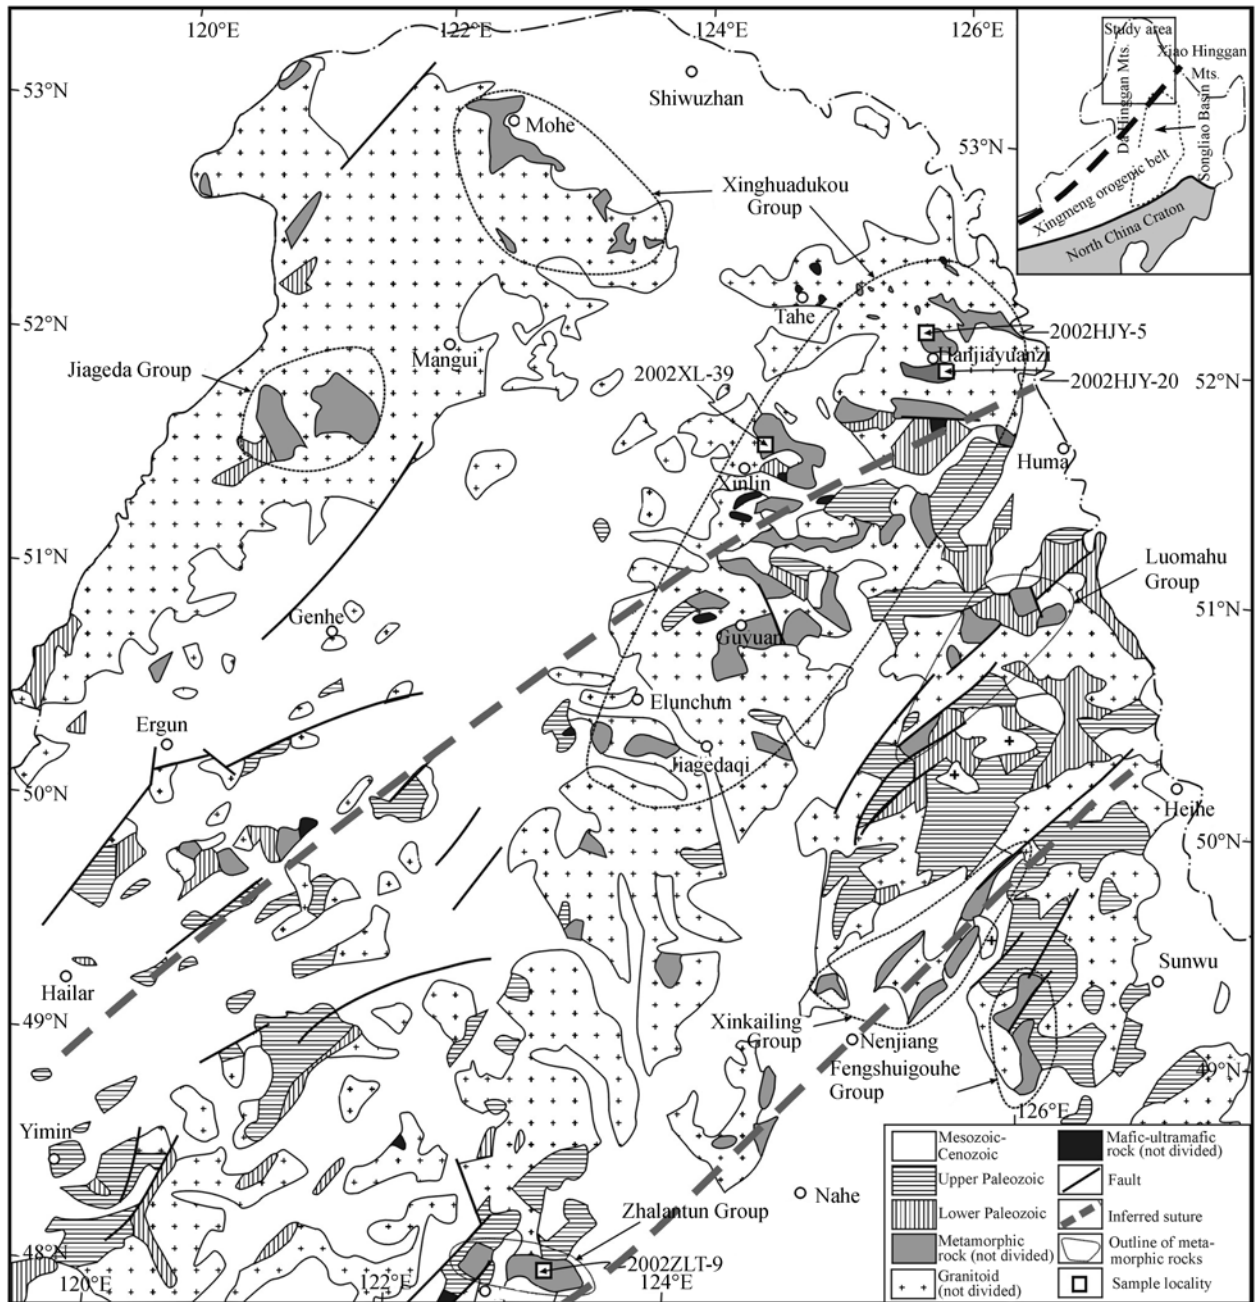 120°E
122°E
124°E
126°E
Study area
Xiao Hinggan
Mts.
Da Hinggan Mts.
Songliao Basin
Xingmeng orogenic belt
North China Craton
53°N
Shiwuzhan
Mohe
53°N
Xinghuadukou
Group
52°N
Tahe
2002HJY-5
Mangui
Hanjiayuanzi
Jiageda Group
2002XL-39
2002HJY-20
52°N
Huma
Xinlin
51°N
Luomahu
Group
Genhe
51°N
Guyuan
Elunchun
Ergun
Jiagedaqi
50°N
Heihe
50°N
Hailar
Sunwu
49°N
Xinkailing
Group
Nenjiang
Fengshuigouhe
Group
49°N
126°E
Yimin
Nahe
Zhalantun Group
48°N
2002ZLT-9
120°E
122°E
124°E
Mesozoic-
Cenozoic
Upper Paleozoic
Lower Paleozoic
Metamorphic
rock (not divided)
Granitoid
(not divided)
Mafic-ultramafic
rock (not divided)
Fault
Inferred suture
Outline of meta-
morphic rocks
Sample locality